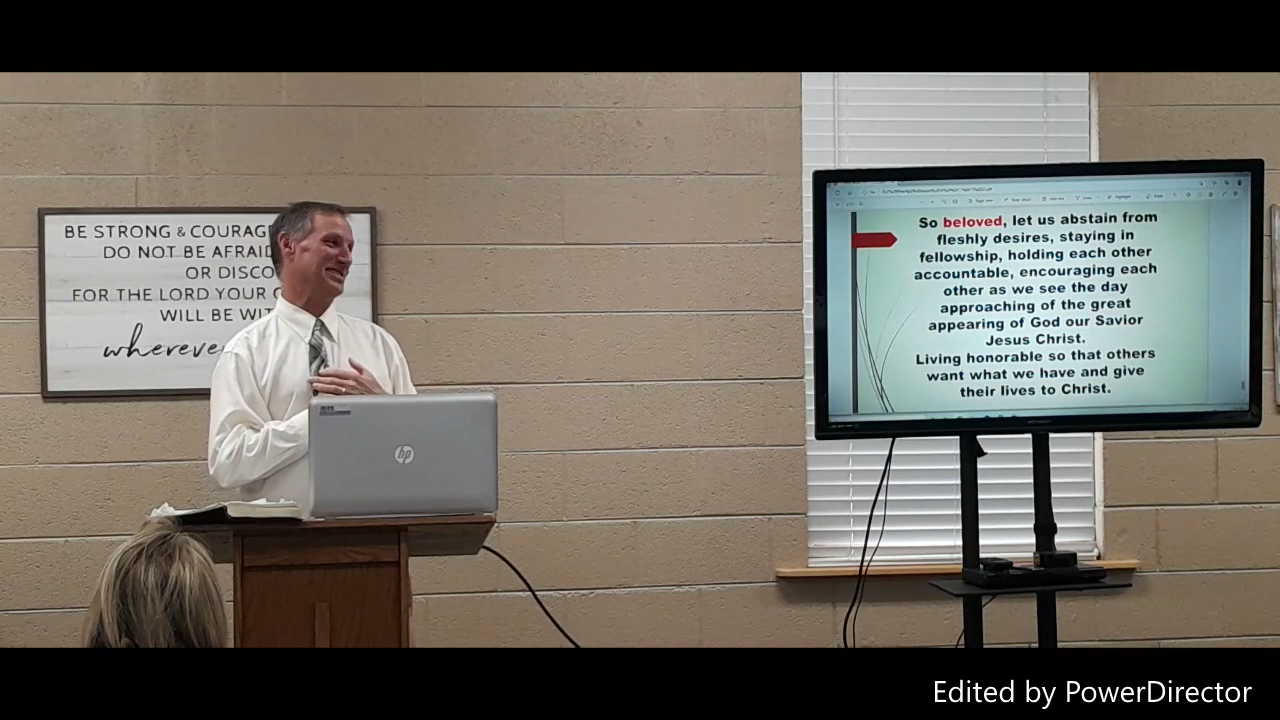 BE STRONG & COURAGE
DO NOT BE AFRAID
OR DISCO
FOR THE LORD YOUR
WILL BE WIT
wherever
So beloved, let us abstain from
fleshly desires, staying in
fellowship, holding each other
accountable, encouraging each
other as we see the day
approaching of the great
appearing of God our Savior
Jesus Christ.
Living honorable so that others
want what we have and give
their lives to Christ.
hp
Edited by PowerDirector